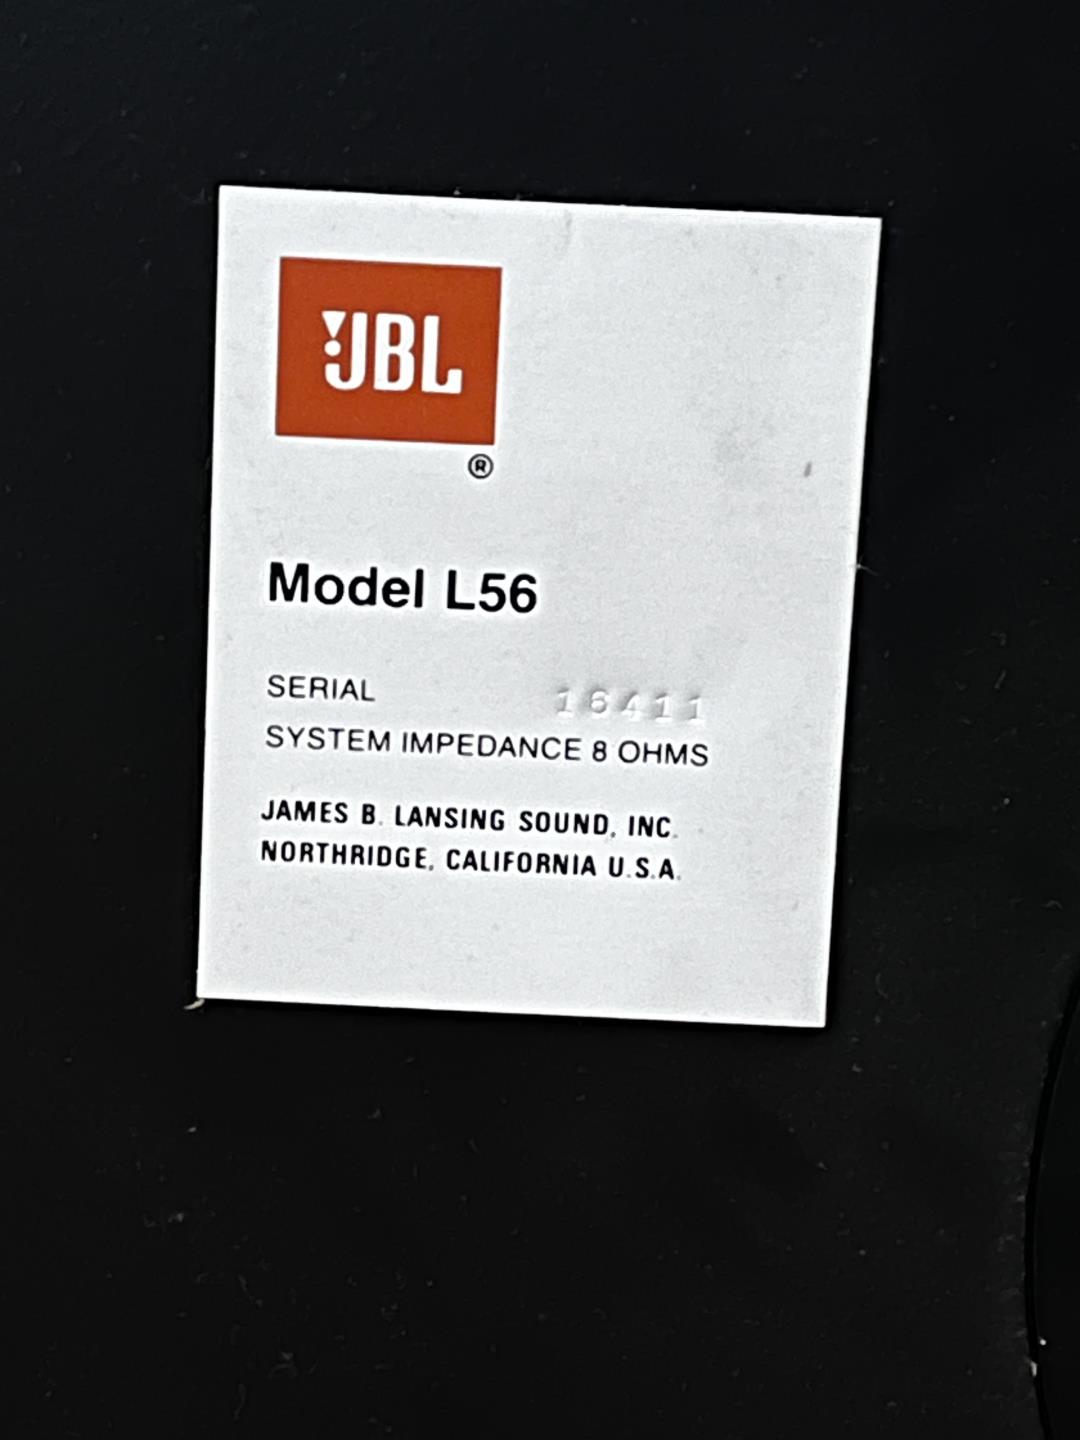 JBL
®
Model L56
SERIAL 16411
SYSTEM IMPEDANCE 8 OHMS
JAMES B. LANSING SOUND, INC.
NORTHRIDGE, CALIFORNIA U.S.A.